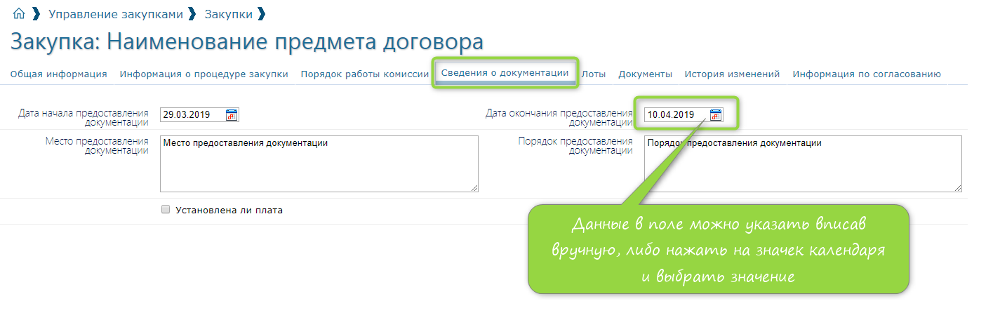 Управление закупками Закупки
Закупка: Наименование предмета договора
Общая информация Информация о процедуре закупки Порядок работы комиссии Сведения о документации Лоты Документы История изменений Информация по согласованию
Дата начала предоставления документации 29.03.2019 Дата окончания предоставления документации 10.04.2019
Место предоставления документации Место предоставления документации Порядок предоставления документации Порядок предоставления документации
Установлена ли плата
Данные в поле можно указать вписав
вручную, либо нажать на значек календаря
и выбрать значение